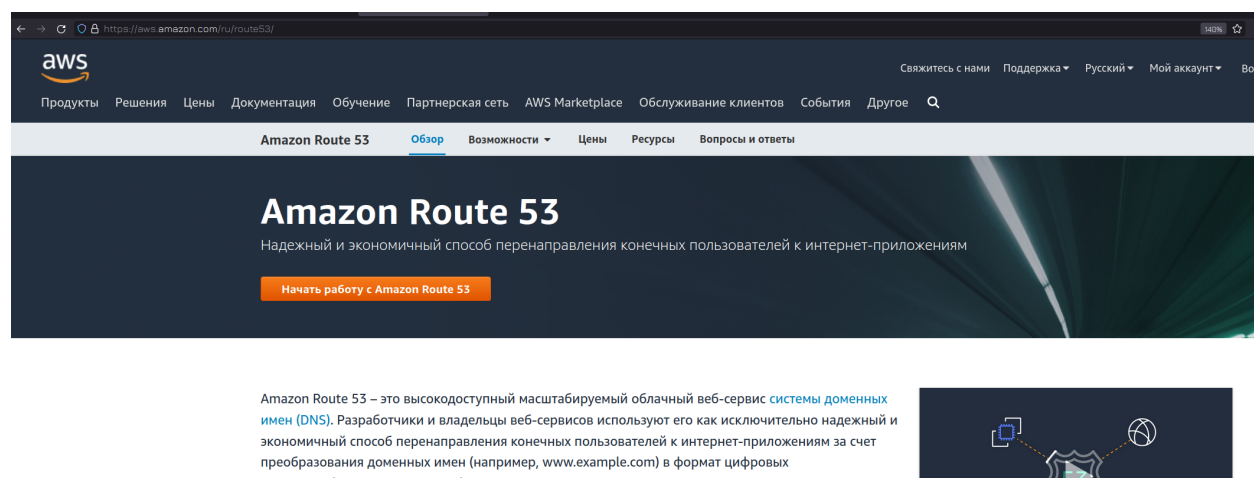 https://aws.amazon.com/ru/route53/
140%
aws
Свяжитесь с нами Поддержка Русский Мой аккаунт
Продукты Решения Цены Документация Обучение Партнерская сеть AWS Marketplace Обслуживание клиентов События Другое
Amazon Route 53 Обзор Возможности Цены Ресурсы Вопросы и ответы
Amazon Route 53
Надежный и экономичный способ перенаправления конечных пользователей к интернет-приложениям
Начать работу с Amazon Route 53
Amazon Route 53 – это высокодоступный масштабируемый облачный веб-сервис системы доменных
имен (DNS). Разработчики и владельцы веб-сервисов используют его как исключительно надежный и
экономичный способ перенаправления конечных пользователей к интернет-приложениям за счет
преобразования доменных имен (например, www.example.com) в формат цифровых